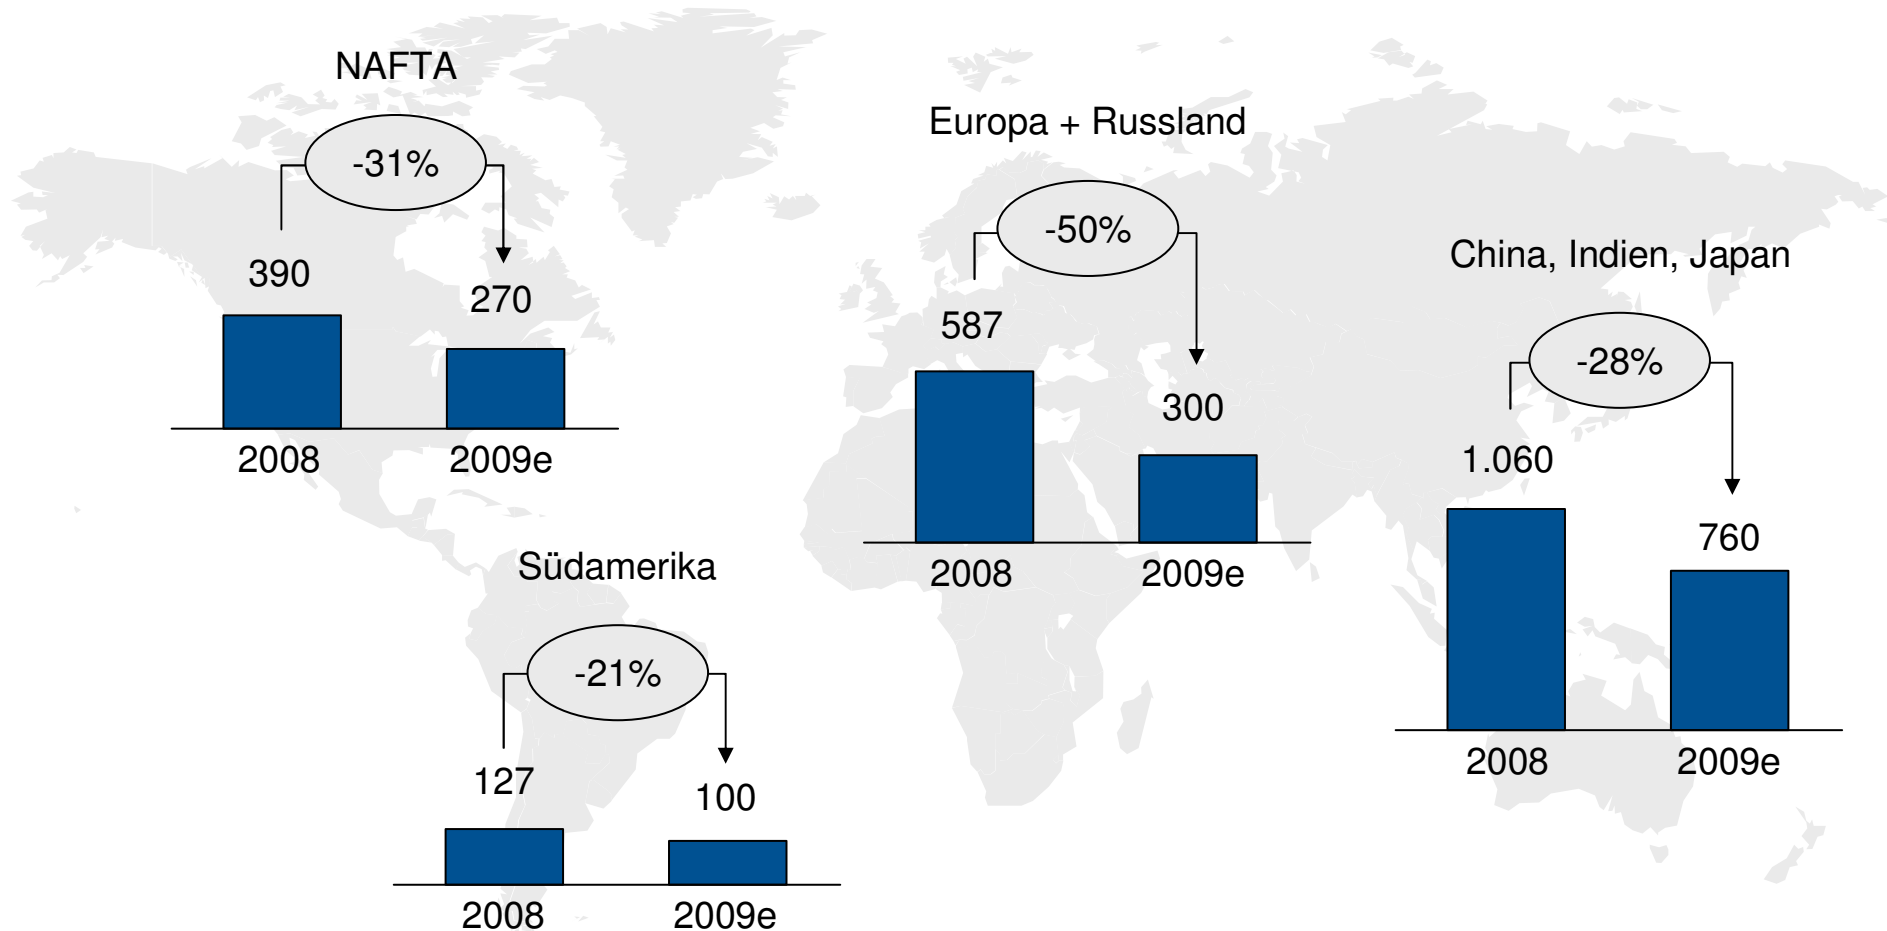 NAFTA
-31%
390
270
2008
2009e
Europa + Russland
-50%
587
300
2008
2009e
China, Indien, Japan
-28%
1.060
760
2008
2009e
Südamerika
-21%
127
100
2008
2009e